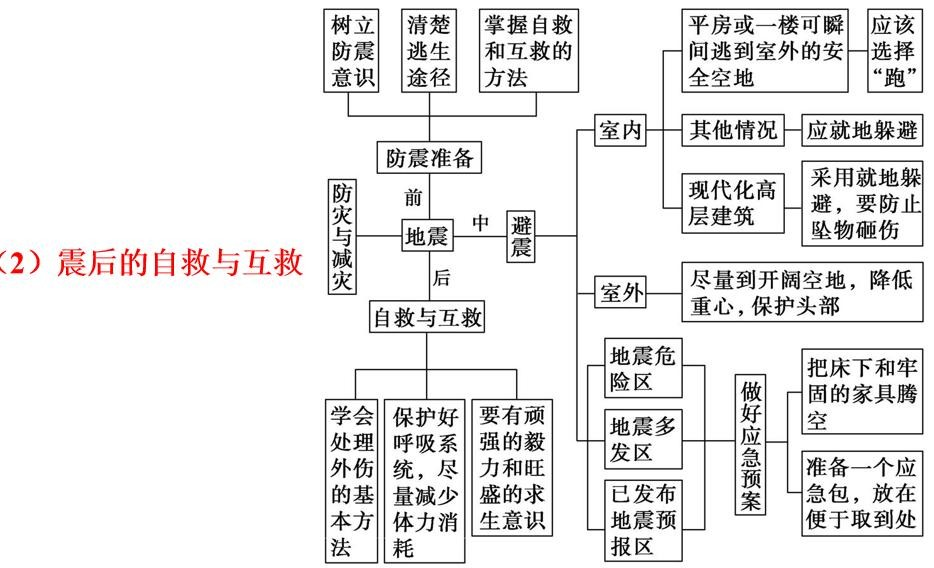 树立
防震
意识
清楚
逃生
途径
掌握自救
和互救的
方法
平房或一楼可瞬
间逃到室外的安
全空地
应该
选择
“跑”
室内
其他情况
应就地躲避
防震准备
现代化高
层建筑
采用就地躲
避，要防止
坠物砸伤
防灾与减灾
前
地震
中
避震
后
(2）震后的自救与互救
室外
尽量到开阔空地，降低
重心，保护头部
自救与互救
地震危
险区
地震多
发区
已发布
地震预
报区
做好应急预案
把床下和牢
固的家具腾
空
准备一个应
急包，放在
便于取到处
学会
处理
外伤
的基
本方
法
保护好
呼吸系
统，尽
量减少
体力消
耗
要有顽
强的毅
力和旺
盛的求
生意识